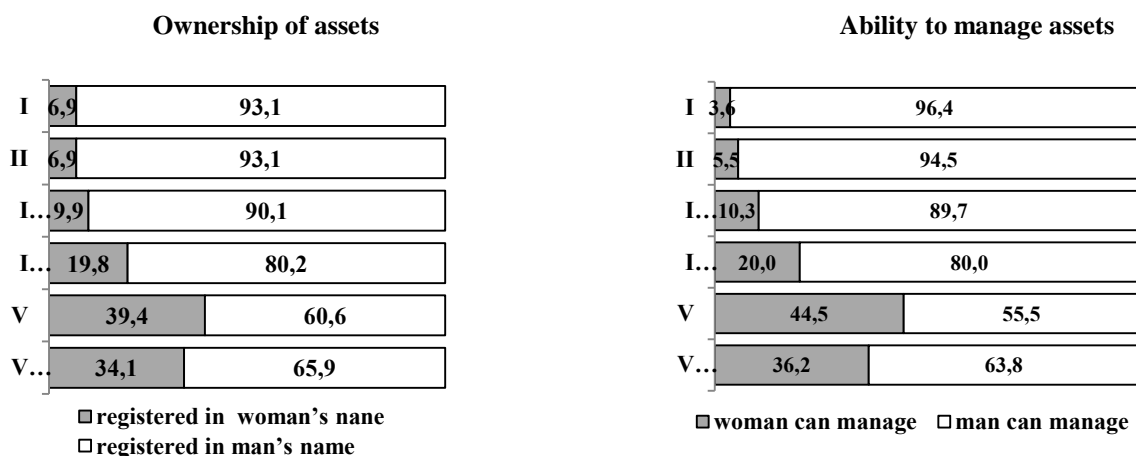 Ownership of assets
I 6,9 93,1
II 6,9 93,1
I... 9,9 90,1
I... 19,8 80,2
V 39,4 60,6
V... 34,1 65,9
registered in woman's nane
registered in man's name
Ability to manage assets
I 3,6 96,4
II 5,5 94,5
I... 10,3 89,7
I... 20,0 80,0
V 44,5 55,5
V... 36,2 63,8
woman can manage man can manage